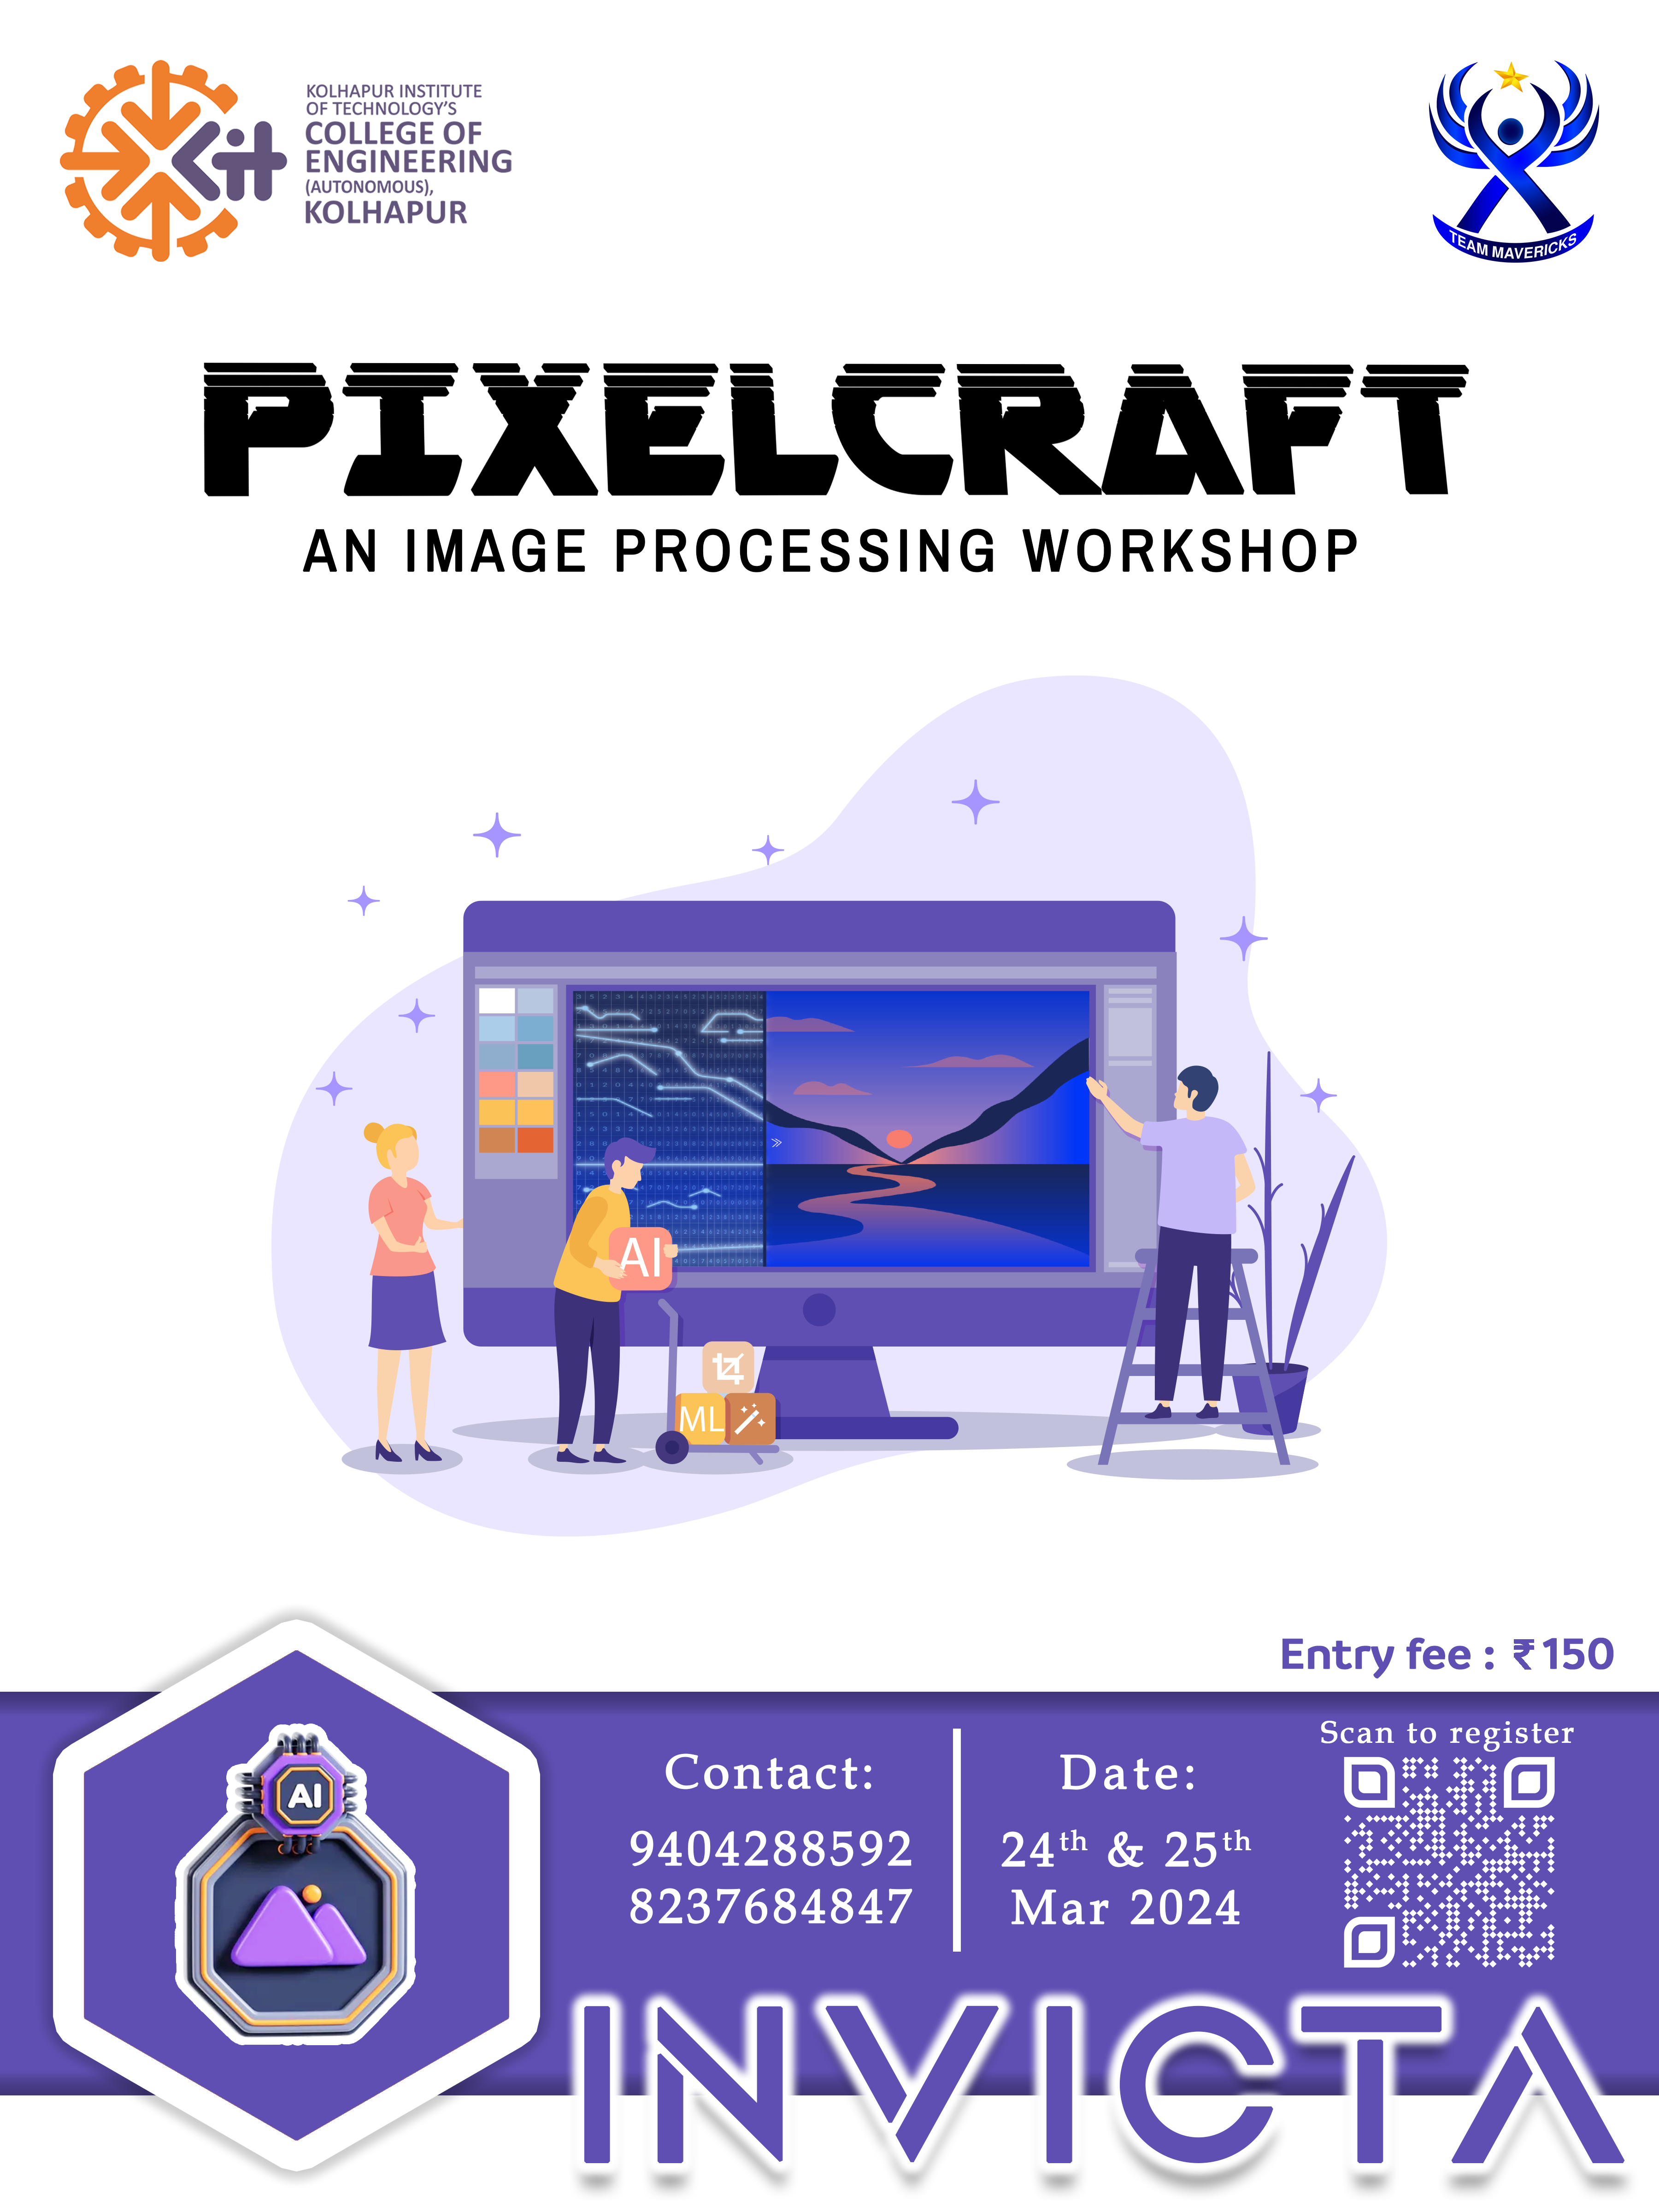 KOLHAPUR INSTITUTE
OF TECHNOLOGY'S
COLLEGE OF
ENGINEERING
(AUTONOMOUS),
KOLHAPUR
Kit
TEAM MAVERICKS
PIXELCRAFT
AN IMAGE PROCESSING WORKSHOP
AI
ML
Entry fee : ₹150
AI
Contact:
9404288592
8237684847
Date:
24th & 25th
Mar 2024
Scan to register
INVICTA